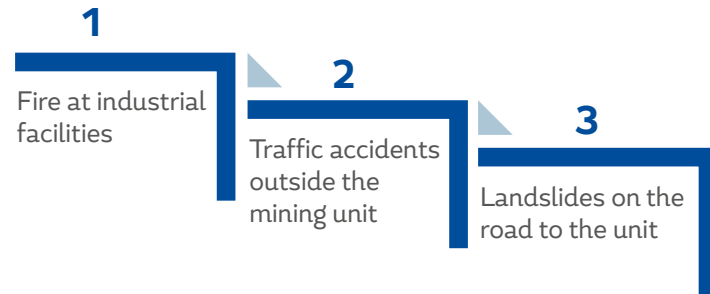 1
Fire at industrial
facilities
2
Traffic accidents
outside the
mining unit
3
Landslides on the
road to the unit